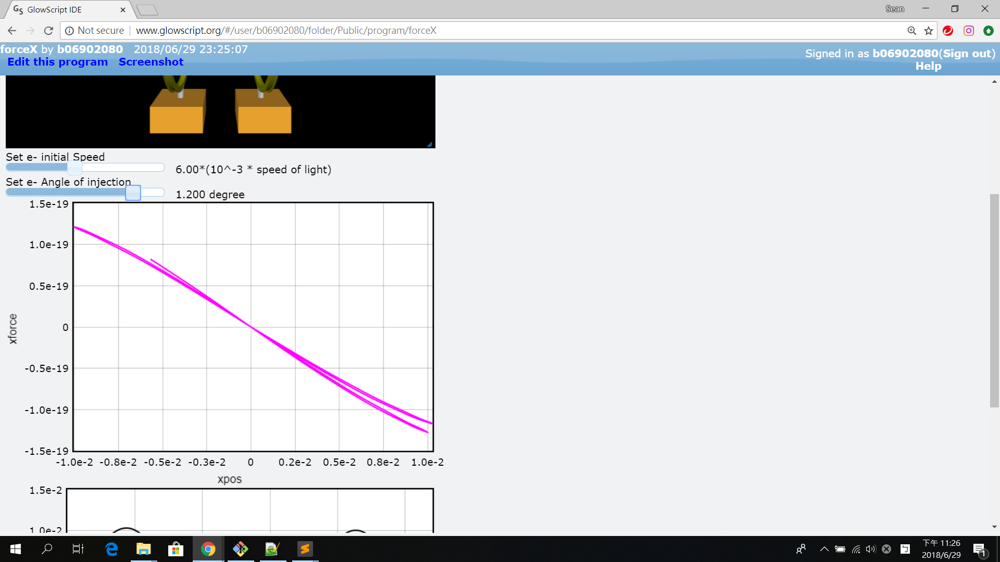 GS GlowScript IDE
Sean
Not secure www.glowscript.org/#/user/b06902080/folder/Public/program/forceX
forceX by b06902080 2018/06/29 23:25:07
Signed in as b06902080(Sign out)
Edit this program Screenshot
Help
Set e- initial Speed
6.00*(10^-3 * speed of light)
Set e- Angle of injection
1.200 degree
1.5e-19
1.0e-19
0.5e-19
0
-0.5e-19
-1.0e-19
-1.5e-19
xforce
-1.0e-2 -0.8e-2 -0.5e-2 -0.3e-2 0 0.2e-2 0.5e-2 0.8e-2 1.0e-2
xpos
1.5e-2
1.0e-2
下午 11:26
2018/6/29
1